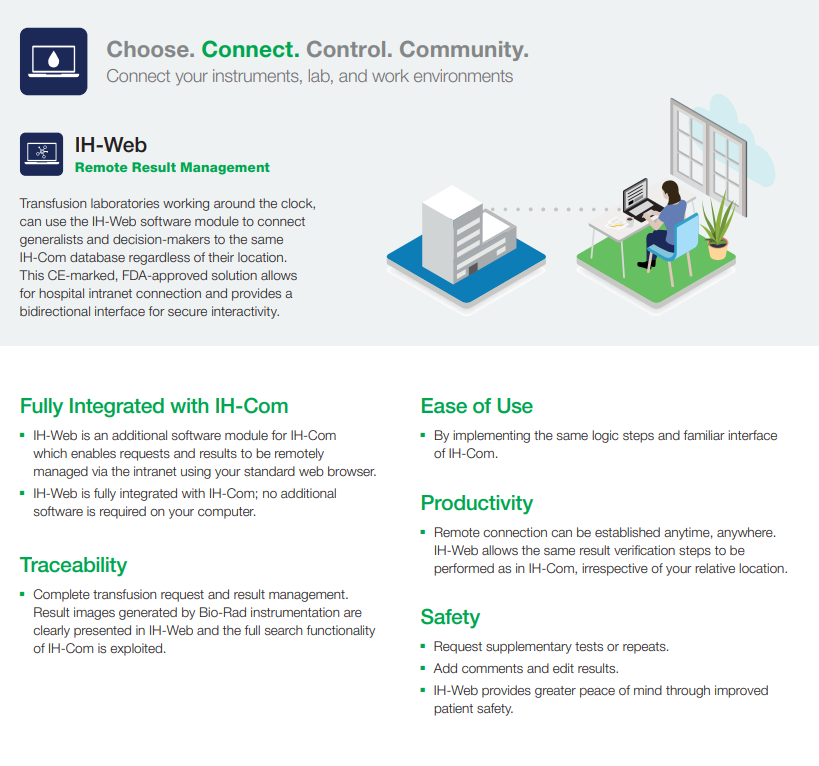 Choose. Connect. Control. Community.
Connect your instruments, lab, and work environments
IH-Web
Remote Result Management
Transfusion laboratories working around the clock,
can use the IH-Web software module to connect
generalists and decision-makers to the same
IH-Com database regardless of their location.
This CE-marked, FDA-approved solution allows
for hospital intranet connection and provides a
bidirectional interface for secure interactivity.
Fully Integrated with IH-Com
▪ IH-Web is an additional software module for IH-Com
which enables requests and results to be remotely
managed via the intranet using your standard web browser.
▪ IH-Web is fully integrated with IH-Com; no additional
software is required on your computer.
Traceability
▪ Complete transfusion request and result management.
Result images generated by Bio-Rad instrumentation are
clearly presented in IH-Web and the full search functionality
of IH-Com is exploited.
Ease of Use
▪ By implementing the same logic steps and familiar interface
of IH-Com.
Productivity
▪ Remote connection can be established anytime, anywhere.
IH-Web allows the same result verification steps to be
performed as in IH-Com, irrespective of your relative location.
Safety
▪ Request supplementary tests or repeats.
▪ Add comments and edit results.
▪ IH-Web provides greater peace of mind through improved
patient safety.